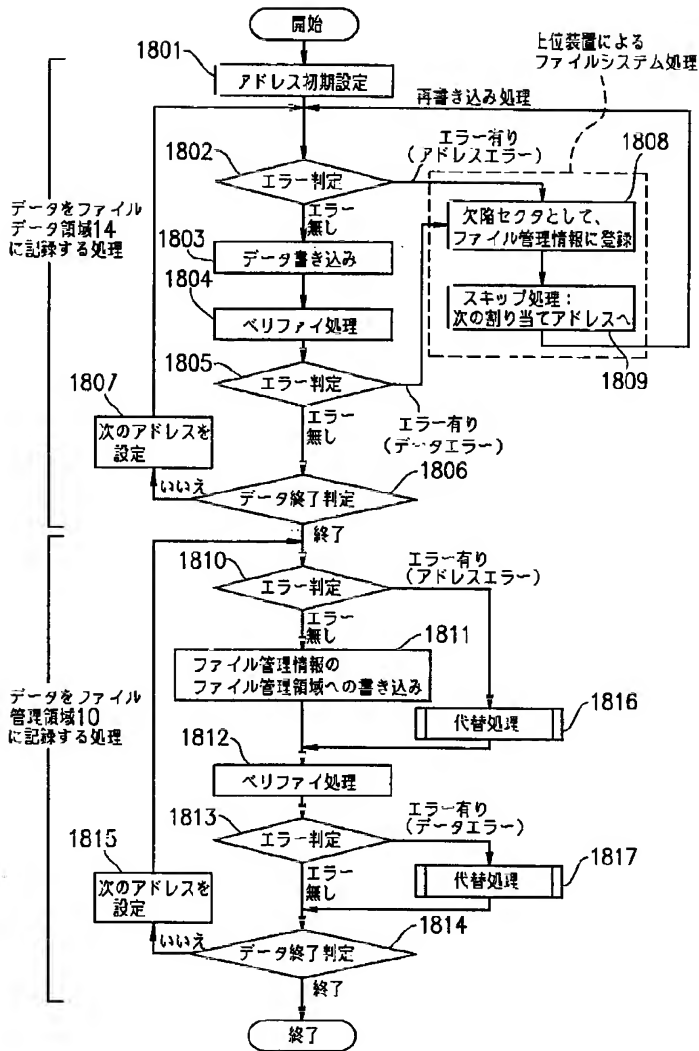 開始
上位装置による
ファイルシステム処理
1801
アドレス初期設定
再書き込み処理
1802
エラー判定
エラー有り
(アドレスエラー)
1808
データをファイル
データ領域14
に記録する処理
エラー
無し
欠陥セクタとして、
ファイル管理情報に登録
1803
データ書き込み
1804
ベリファイ処理
スキップ処理:
次の割り当てアドレスへ
1809
1805
エラー判定
エラー有り
(データエラー)
エラー
無し
1807
次のアドレスを
設定
1806
いいえ
データ終了判定
終了
1810
エラー判定
エラー有り
(アドレスエラー)
エラー
無し
1811
ファイル管理情報の
ファイル管理領域への書き込み
データをファイル
管理領域10
に記録する処理
代替処理
1816
1812
ベリファイ処理
1813
エラー判定
エラー有り
(データエラー)
1815
次のアドレスを
設定
エラー
無し
代替処理
1817
いいえ
データ終了判定
1814
終了
終了